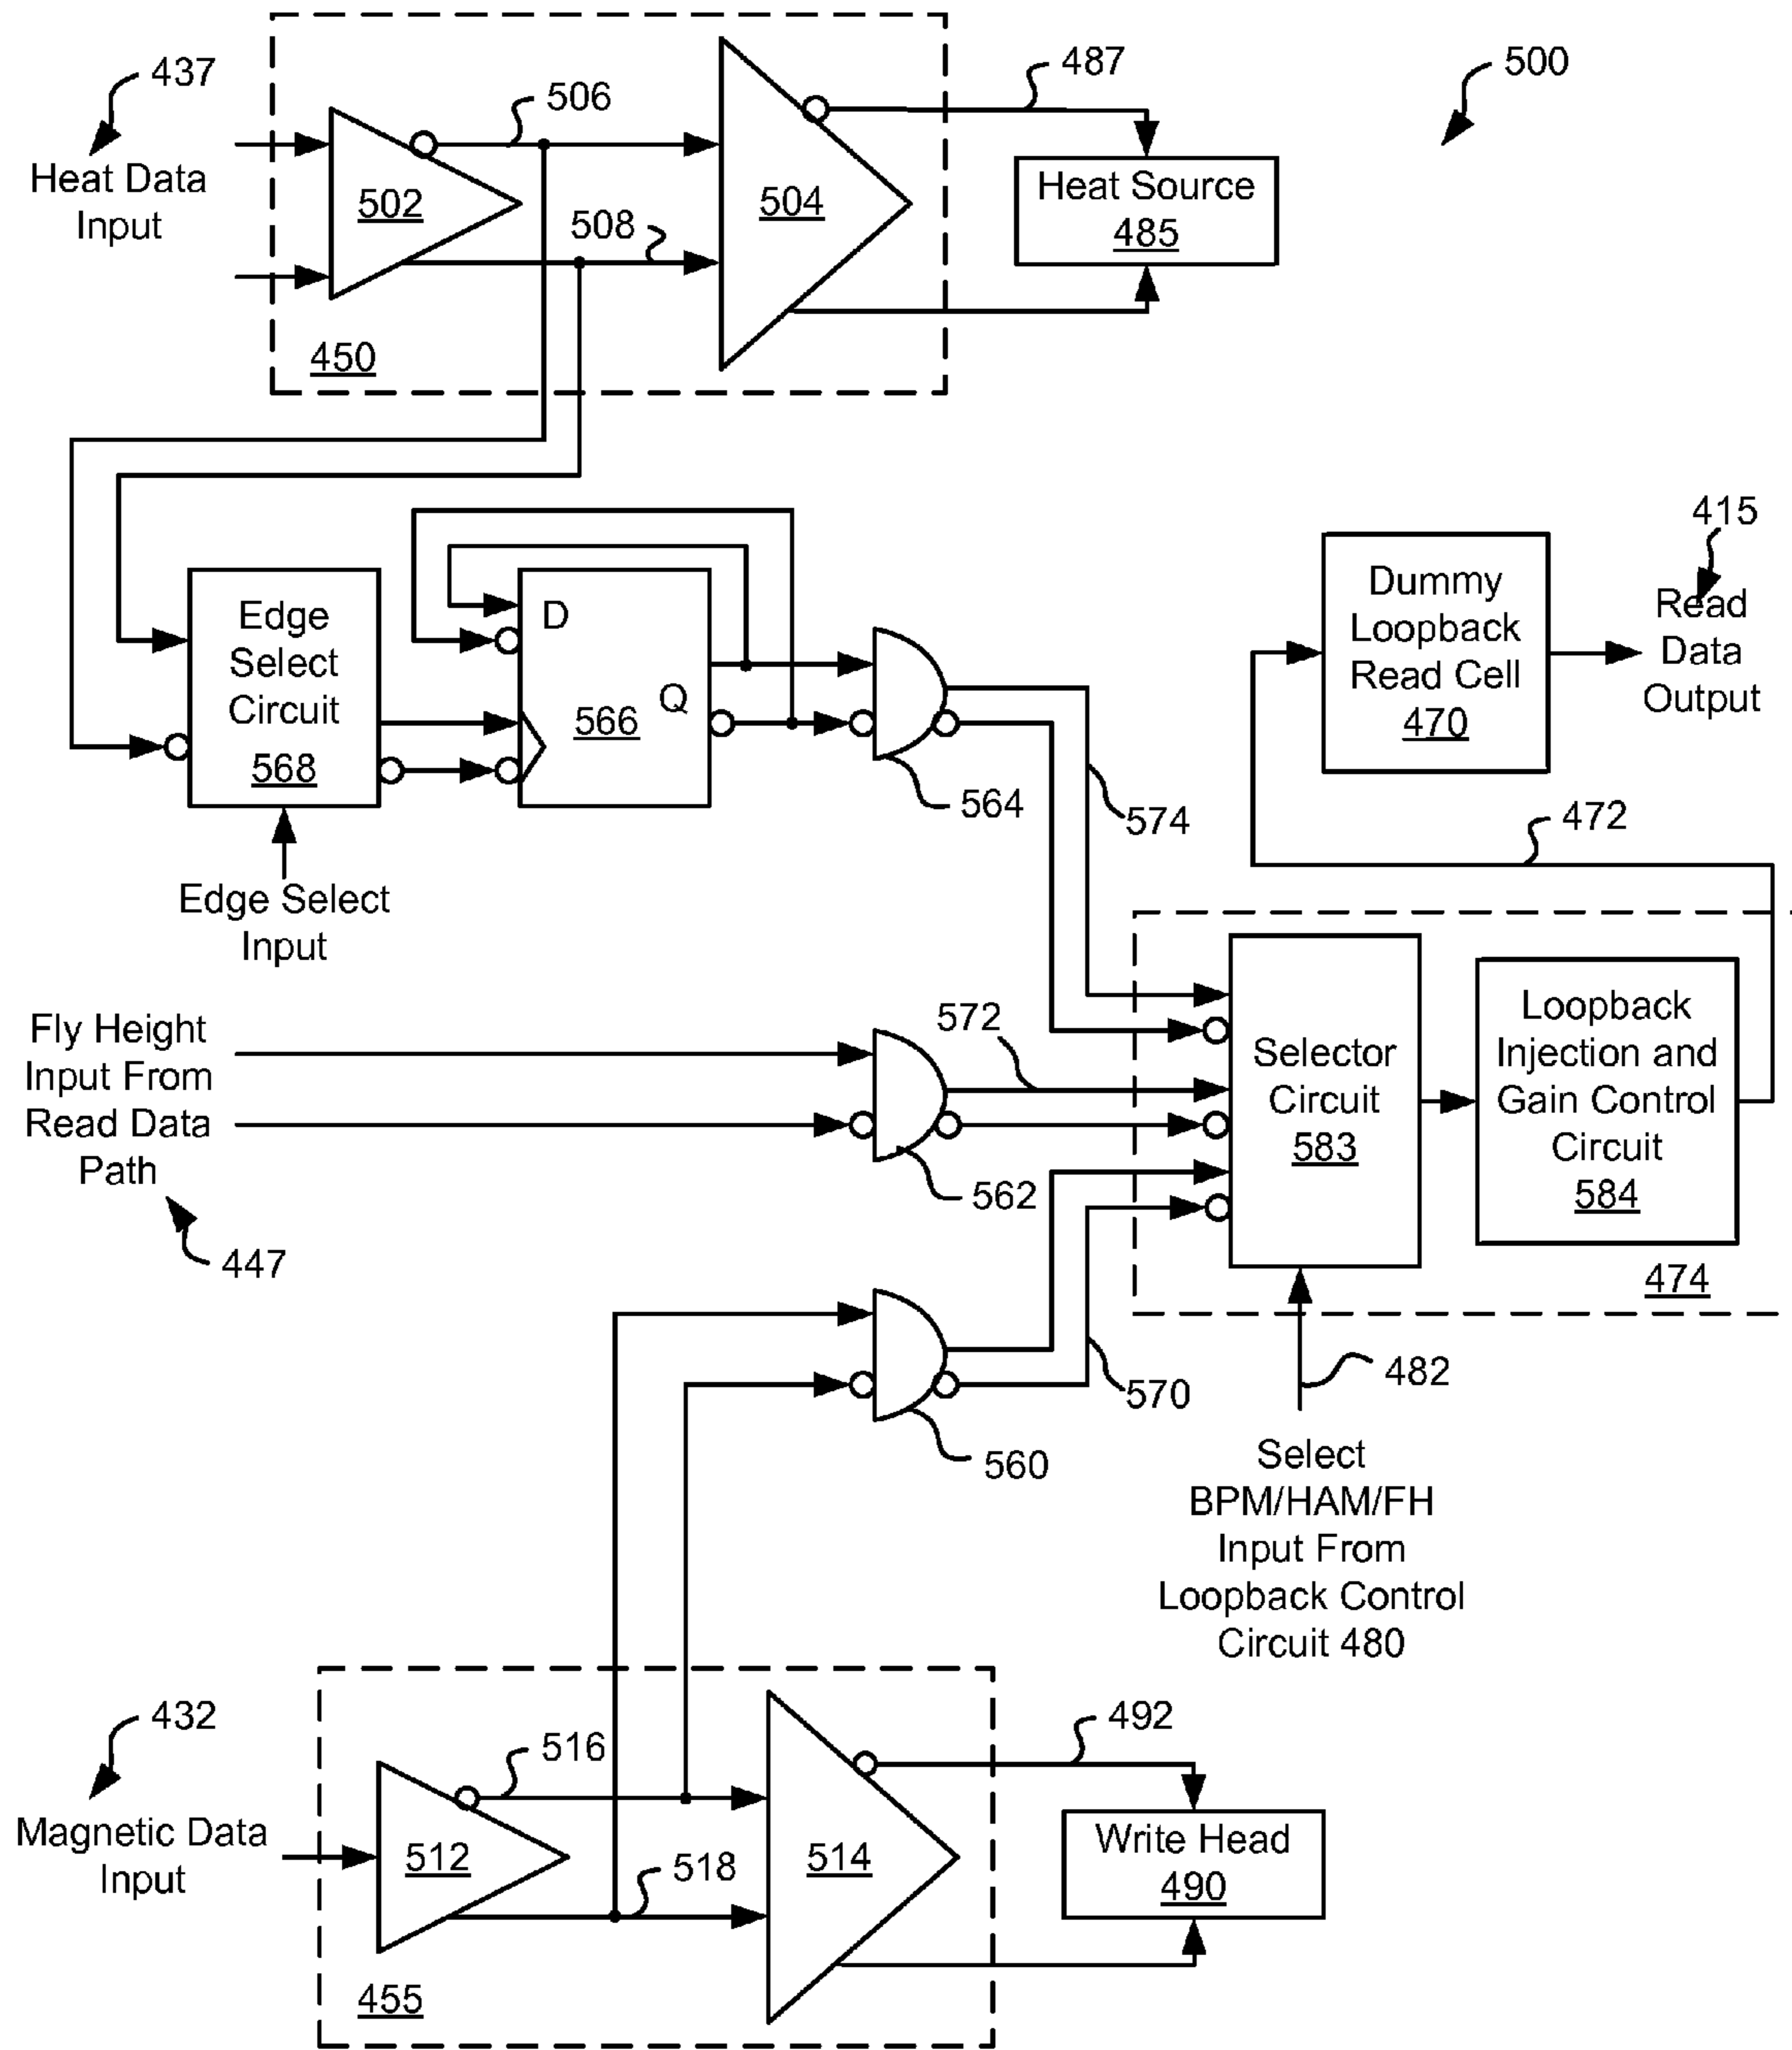 437
Heat Data
Input
506
502
508
504
450
487
500
Heat Source
485
Edge
Select
Circuit
568
Edge Select
Input
D
Q
566
564
574
Dummy
Loopback
Read Cell
470
415
Read
Data
Output
472
Fly Height
Input From
Read Data
Path
447
572
562
Selector
Circuit
583
Loopback
Injection and
Gain Control
Circuit
584
474
570
560
482
Select
BPM/HAM/FH
Input From
Loopback Control
Circuit 480
432
Magnetic Data
Input
516
512
518
514
455
492
Write Head
490